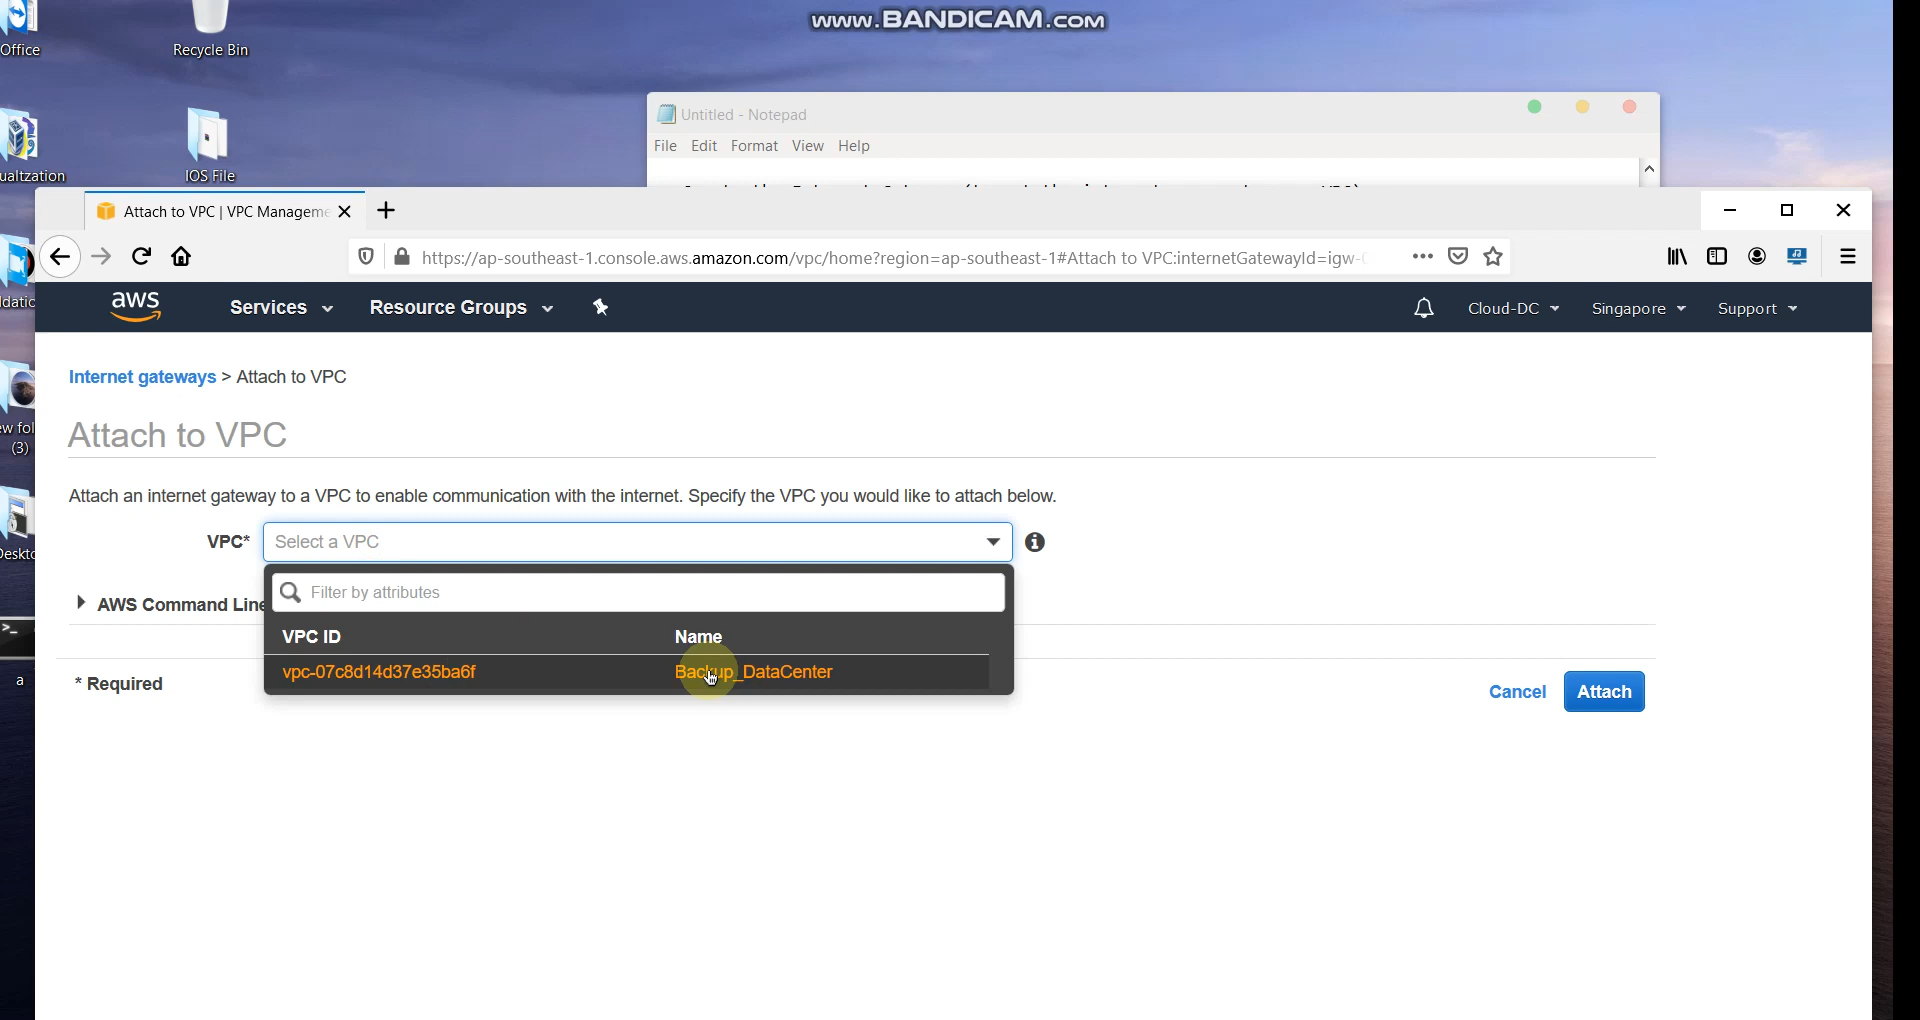 www.BANDICAM.com
Office
Recycle Bin
IOS File
(3)
a
Untitled - Notepad
File Edit Format View Help
Attach to VPC | VPC Manageme
https://ap-southeast-1.console.aws.amazon.com/vpc/home?region=ap-southeast-1#Attach to VPC:internetGatewayId=igw-
aws
Services
Resource Groups
Cloud-DC
Singapore
Support
Internet gateways > Attach to VPC
Attach to VPC
Attach an internet gateway to a VPC to enable communication with the internet. Specify the VPC you would like to attach below.
VPC*
Select a VPC
Filter by attributes
AWS Command Line
VPC ID Name
vpc-07c8d14d37e35ba6f Backup_DataCenter
* Required
Cancel
Attach